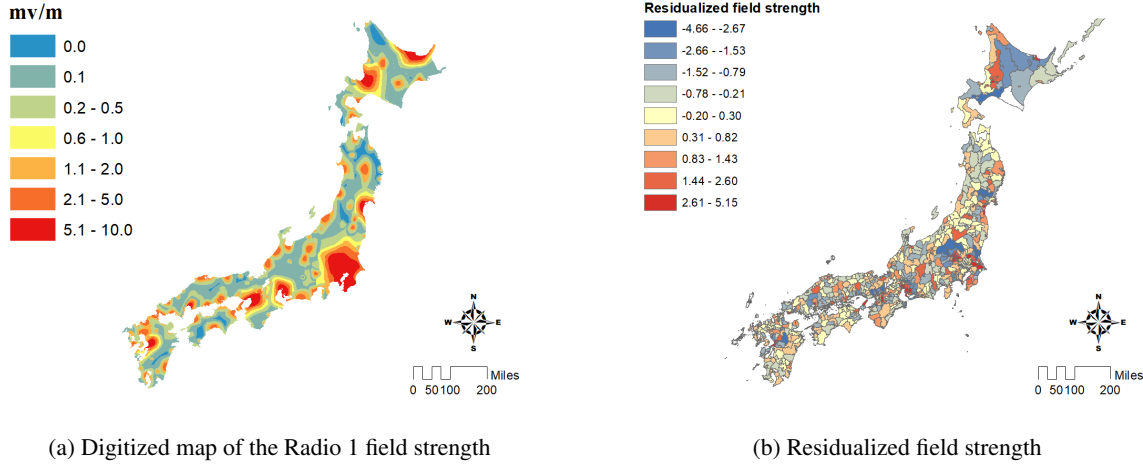 mv/m
0.0
0.1
0.2 - 0.5
0.6 - 1.0
1.1 - 2.0
2.1 - 5.0
5.1 - 10.0
N
W E
S
Miles
0 50 100 200
(a) Digitized map of the Radio 1 field strength
Residualized field strength
-4.66 - -2.67
-2.66 - -1.53
-1.52 - -0.79
-0.78 - -0.21
-0.20 - 0.30
0.31 - 0.82
0.83 - 1.43
1.44 - 2.60
2.61 - 5.15
N
W E
S
Miles
0 50 100 200
(b) Residualized field strength